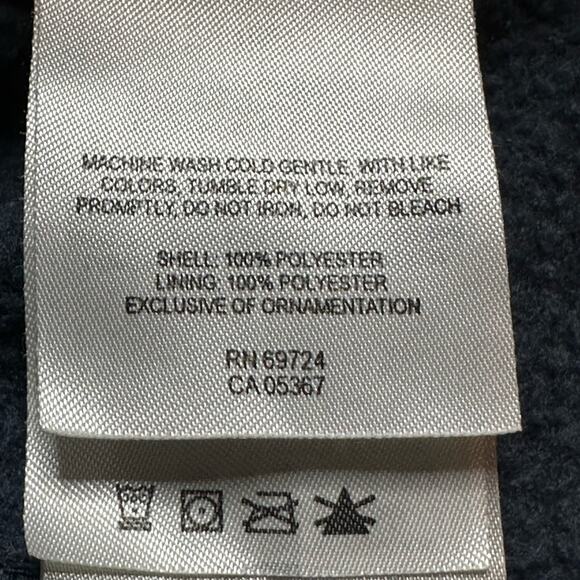 MACHINE WASH COLD GENTLE, WITH LIKE
COLORS, TUMBLE DRY LOW, REMOVE
PROMPTLY, DO NOT IRON, DO NOT BLEACH
SHELL: 100% POLYESTER
LINING: 100% POLYESTER
EXCLUSIVE OF ORNAMENTATION
RN 69724
CA 05367